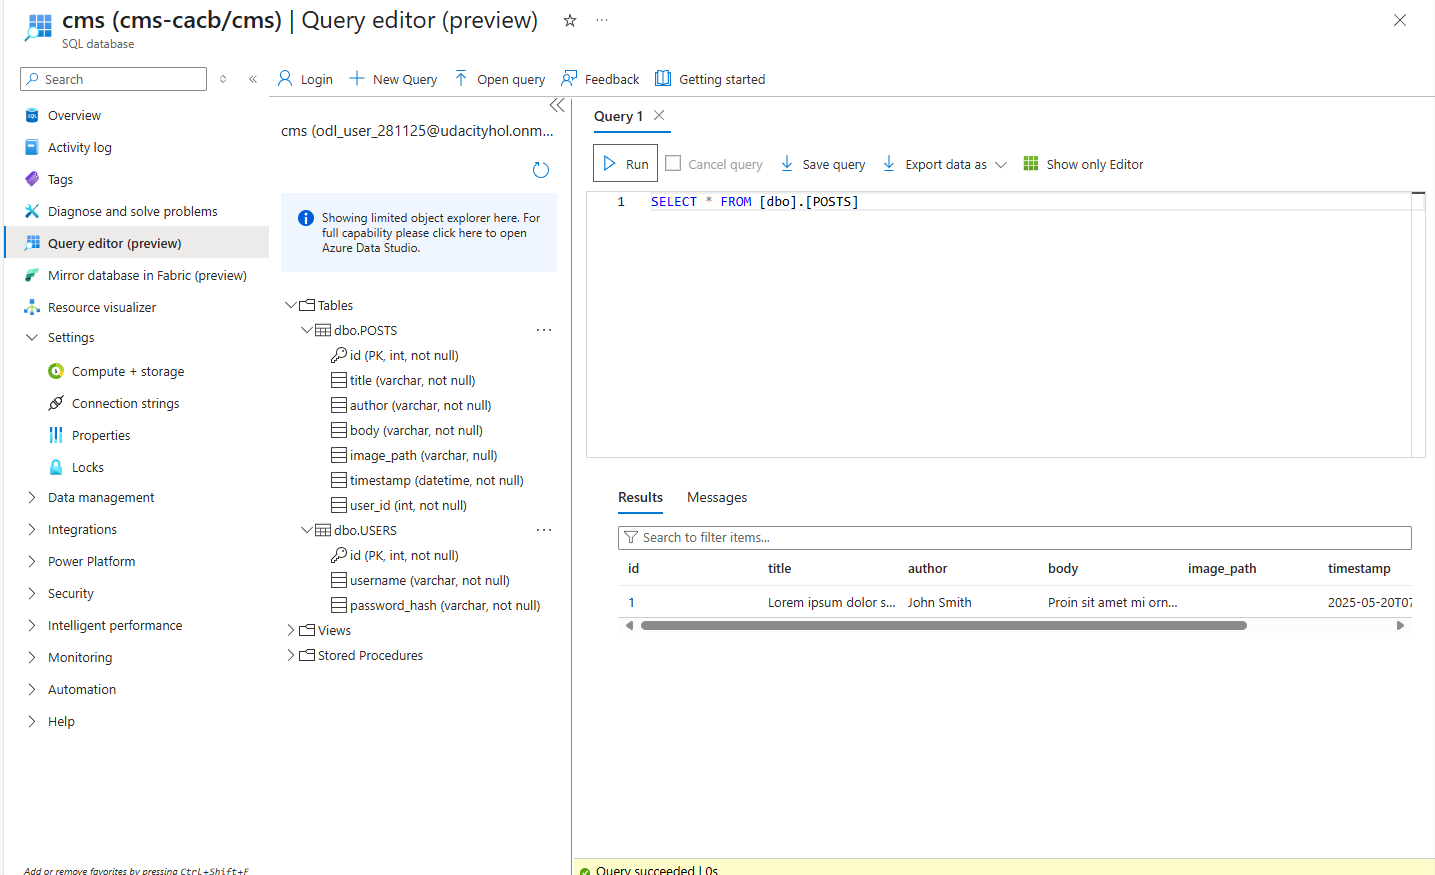 cms (cms-cacb/cms) | Query editor (preview)
SQL database
Search
Overview
Activity log
Tags
Diagnose and solve problems
Query editor (preview)
Mirror database in Fabric (preview)
Resource visualizer
Settings
Compute + storage
Connection strings
Properties
Locks
Data management
Integrations
Power Platform
Security
Intelligent performance
Monitoring
Automation
Help
Add or remove favorites by pressing Ctrl+Shift+F
Login
New Query
Open query
Feedback
Getting started
cms (odl_user_281125@udacityhol.onm...
Showing limited object explorer here. For
full capability please click here to open
Azure Data Studio.
Tables
dbo.POSTS
id (PK, int, not null)
title (varchar, not null)
author (varchar, not null)
body (varchar, not null)
image_path (varchar, null)
timestamp (datetime, not null)
user_id (int, not null)
dbo.USERS
id (PK, int, not null)
username (varchar, not null)
password_hash (varchar, not null)
Views
Stored Procedures
Query 1
Run
Cancel query
Save query
Export data as
Show only Editor
1 SELECT * FROM [dbo].[POSTS]
Results
Messages
Search to filter items...
id title author body image_path timestamp
1 Lorem ipsum dolor s... John Smith Proin sit amet mi orn... 2025-05-20T07
Query succeeded | 0s